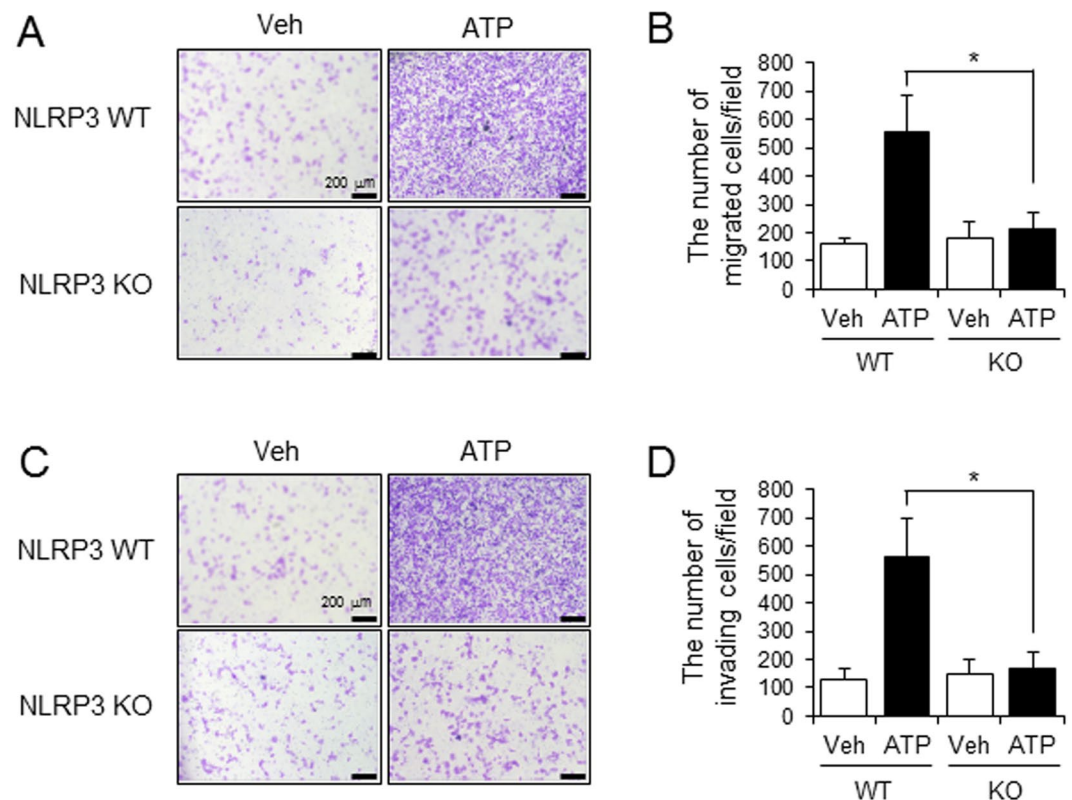 A
Veh
ATP
NLRP3 WT
200 μm
NLRP3 KO
B
The number of
migrated cells/field
800
700
600
500
400
300
200
100
0
*
Veh ATP Veh ATP
WT KO
C
Veh
ATP
NLRP3 WT
200 μm
NLRP3 KO
D
The number of
invading cells/field
800
700
600
500
400
300
200
100
0
*
Veh ATP Veh ATP
WT KO